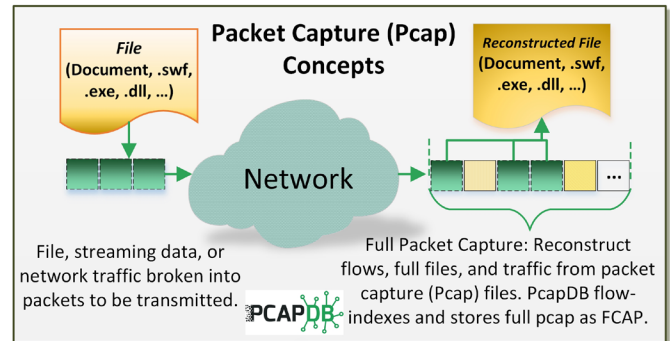 Packet Capture (Pcap)
Concepts
File
(Document, .swf,
.exe, .dll, ...)
Reconstructed File
(Document, .swf,
.exe, .dll, ...)
Network
...
File, streaming data, or
network traffic broken into
packets to be transmitted.
Full Packet Capture: Reconstruct
flows, full files, and traffic from packet
capture (Pcap) files. PcapDB flow-
indexes and stores full pcap as FCAP.
PCAPDB